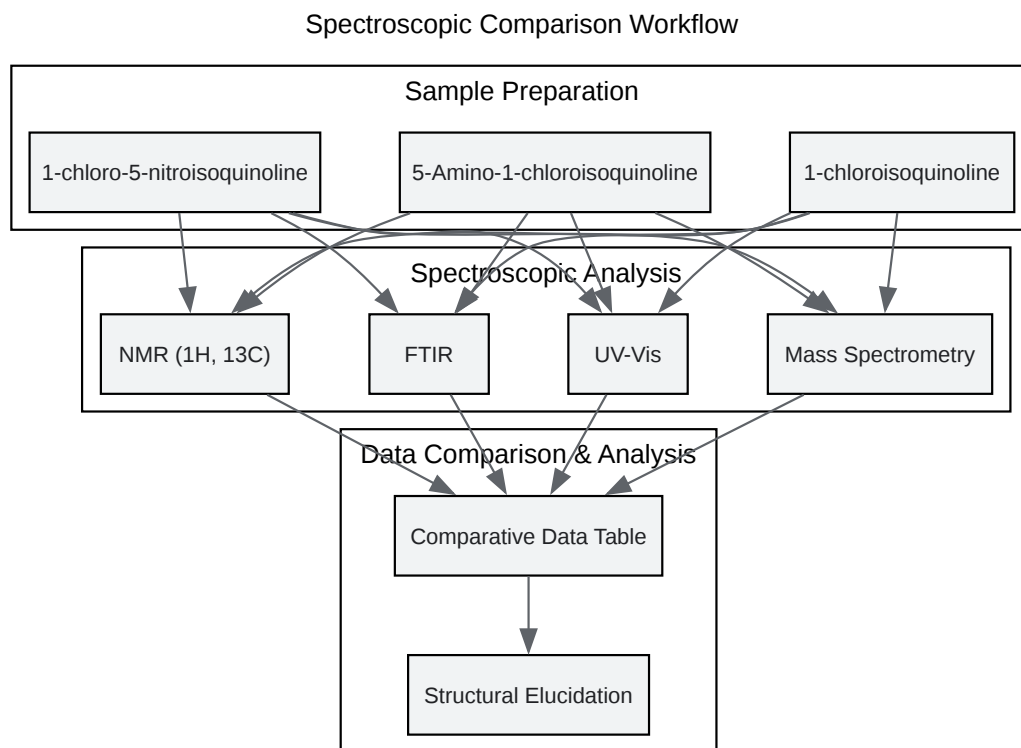 Spectroscopic Comparison Workflow
Sample Preparation
1-chloro-5-nitroisoquinoline
5-Amino-1-chloroisoquinoline
1-chloroisoquinoline
Spectroscopic Analysis
NMR (1H, 13C)
FTIR
UV-Vis
Mass Spectrometry
Data Comparison & Analysis
Comparative Data Table
Structural Elucidation